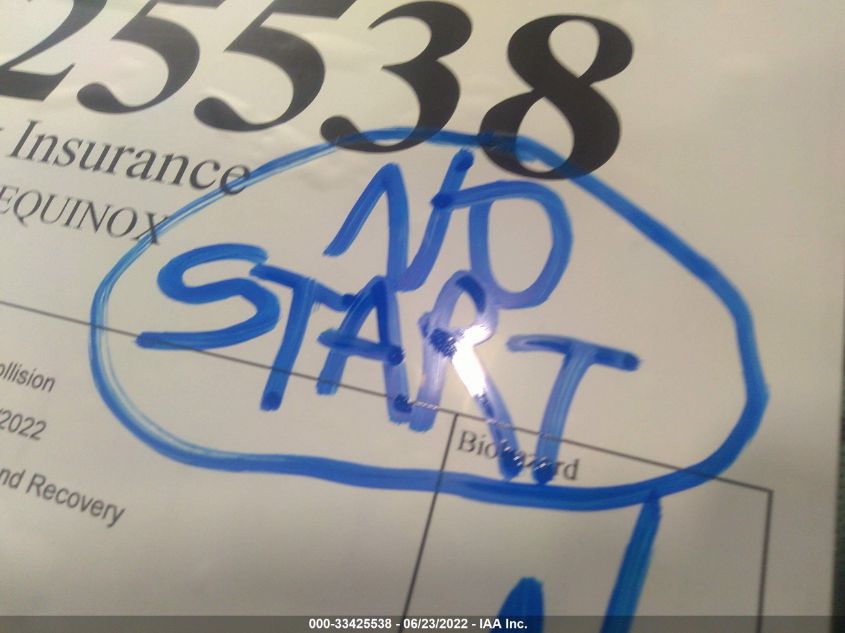 25538
Insurance
EQUINOX
NO
START
ollision
/2022
nd Recovery
Biohazard
N
000-33425538 - 06/23/2022 - IAA Inc.